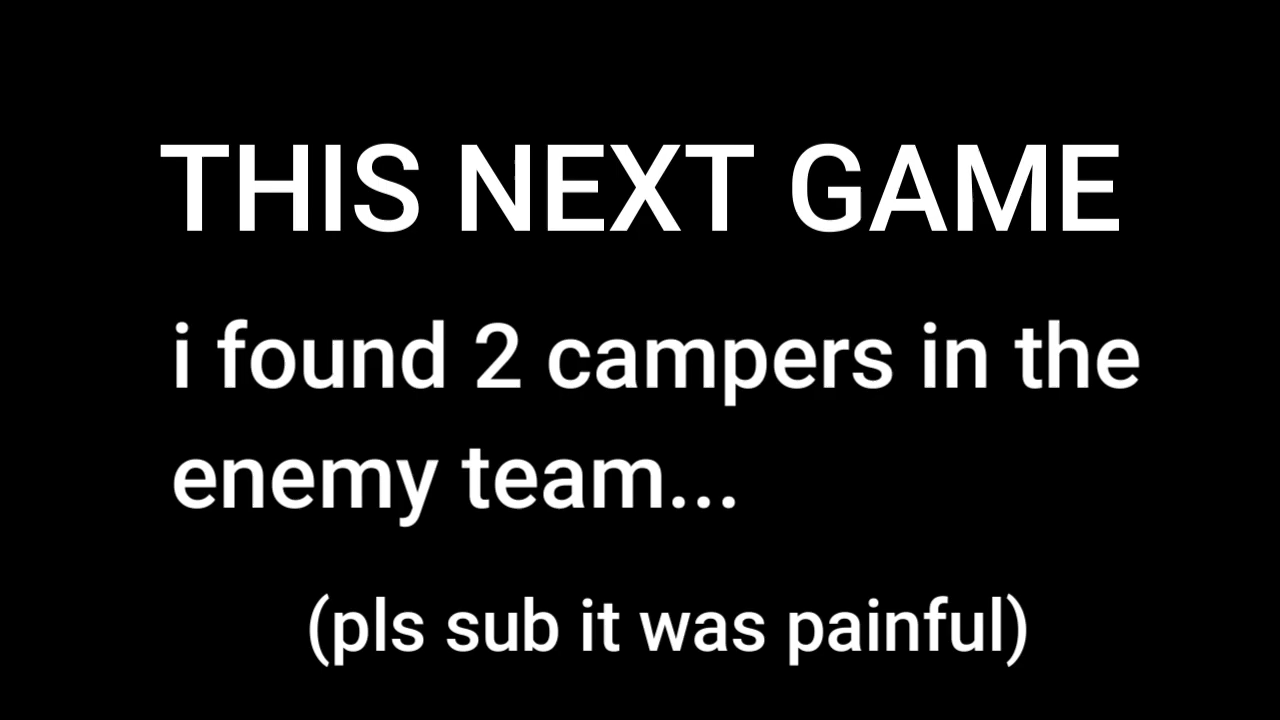 THIS NEXT GAME
i found 2 campers in the
enemy team...
(pls sub it was painful)